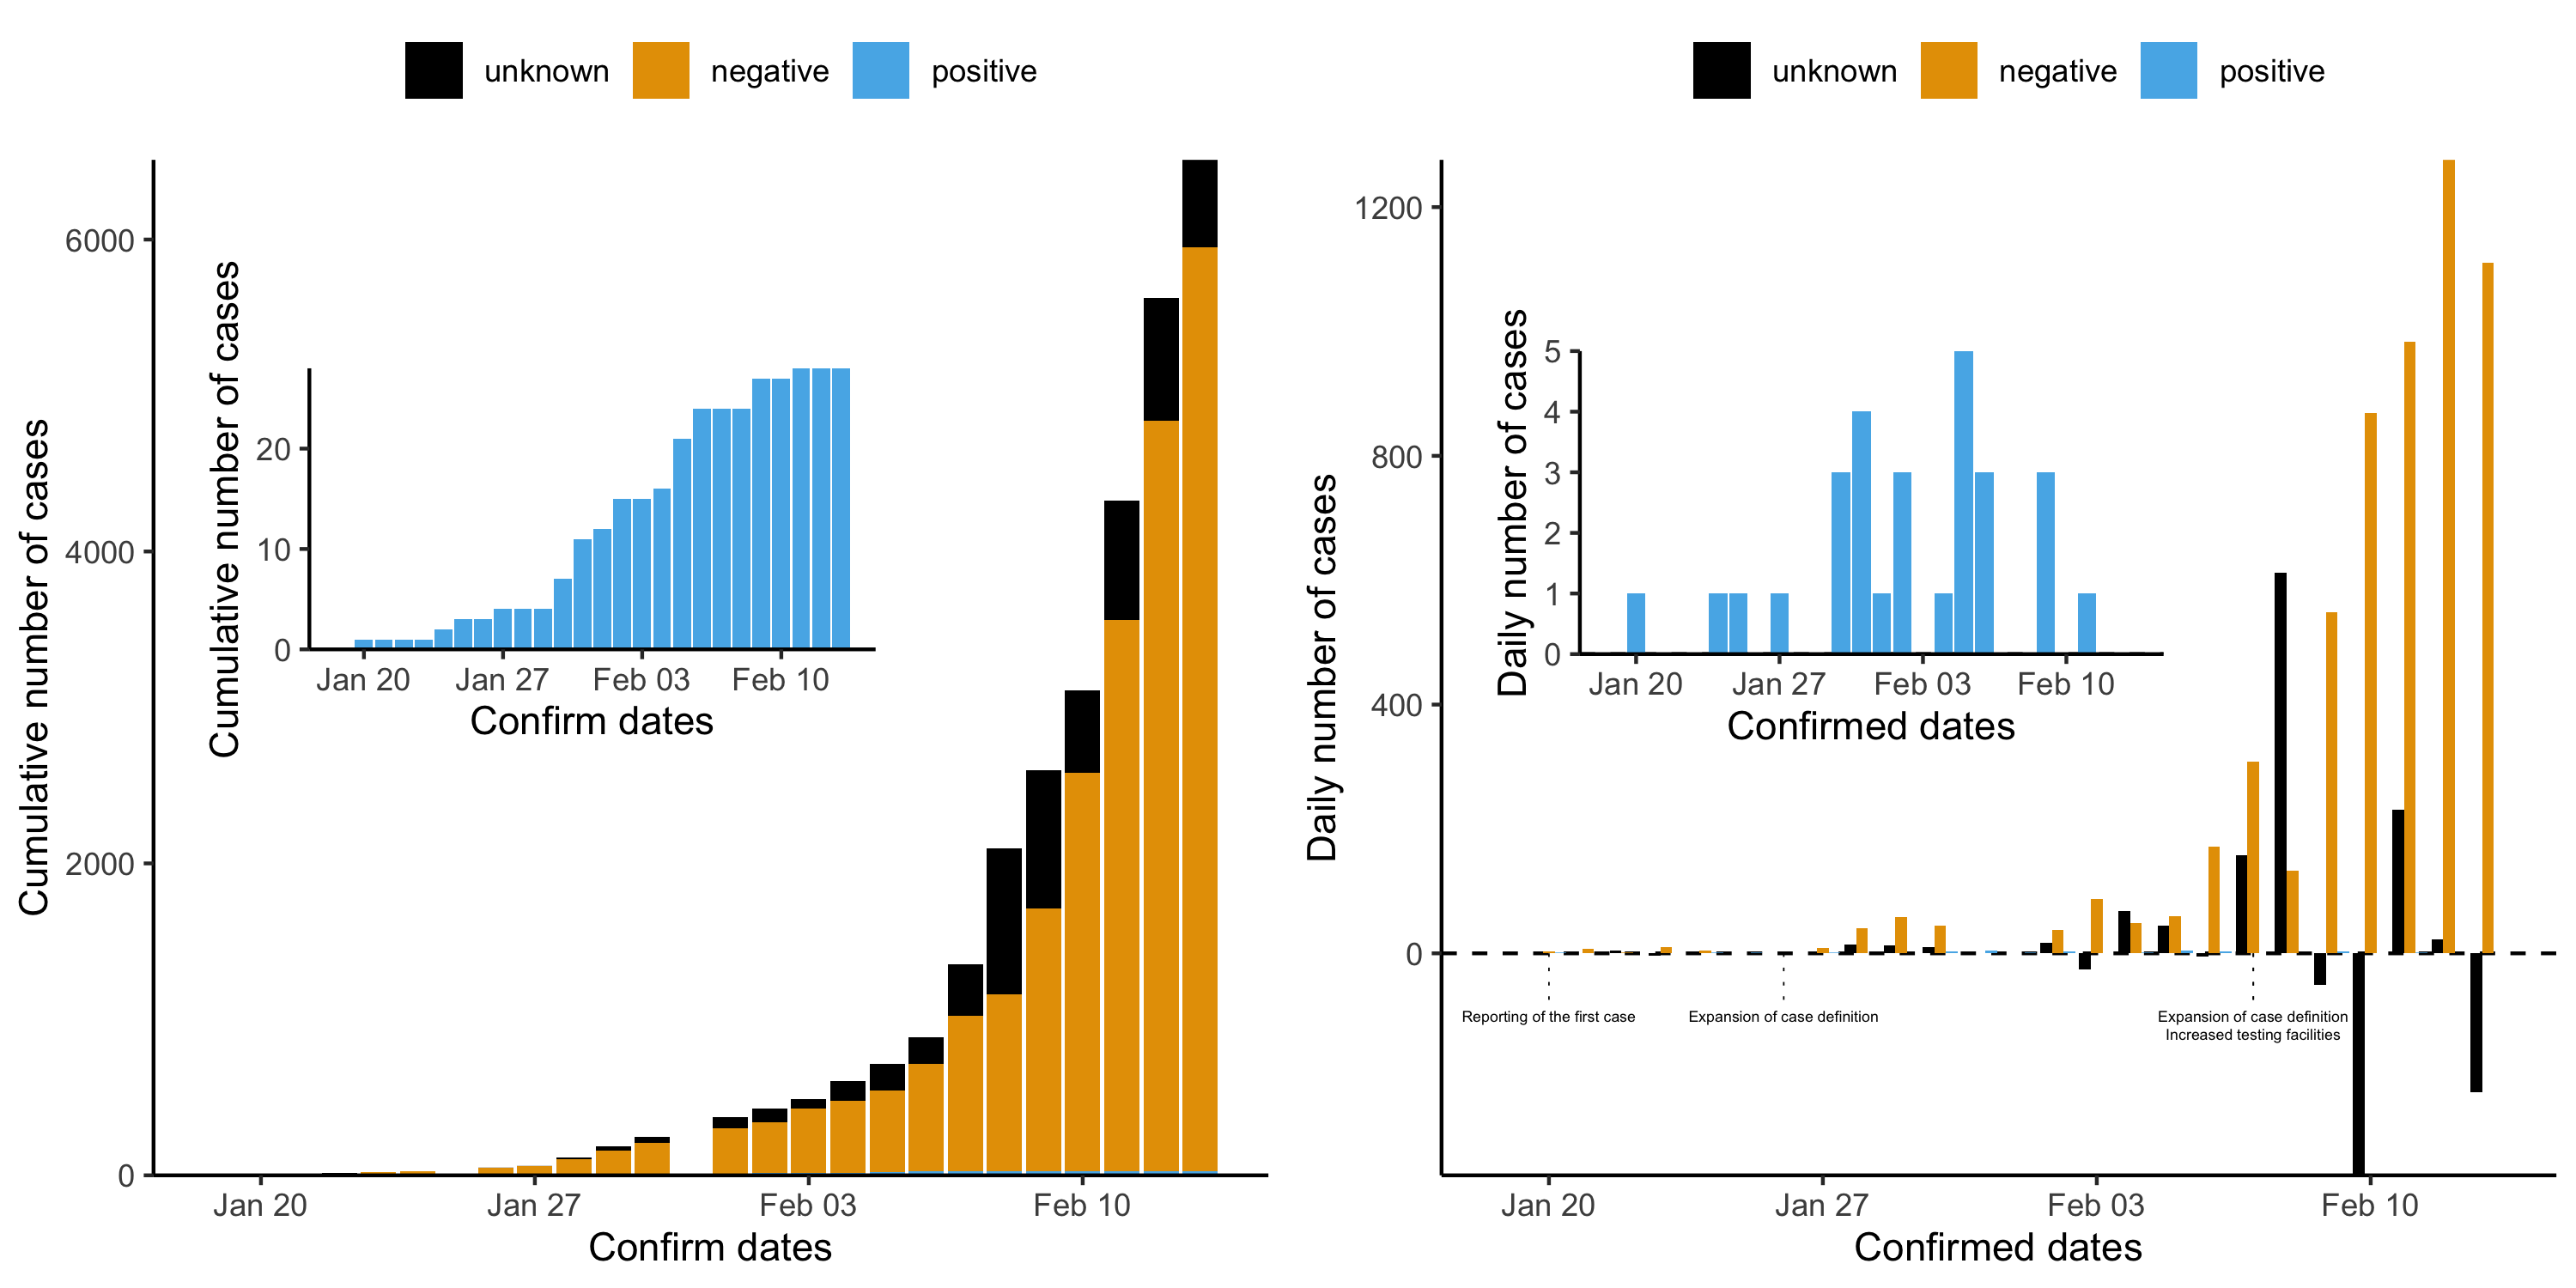 unknown negative positive
6000
4000
2000
0
Cumulative number of cases
Jan 20 Jan 27 Feb 03 Feb 10
Confirm dates
20
10
0
Cumulative number of cases
Jan 20 Jan 27 Feb 03 Feb 10
Confirm dates
unknown negative positive
1200
800
400
0
Daily number of cases
5
4
3
2
1
0
Daily number of cases
Jan 20 Jan 27 Feb 03 Feb 10
Confirmed dates
Reporting of the first case
Expansion of case definition
Expansion of case definition
Increased testing facilities
Jan 20 Jan 27 Feb 03 Feb 10
Confirmed dates